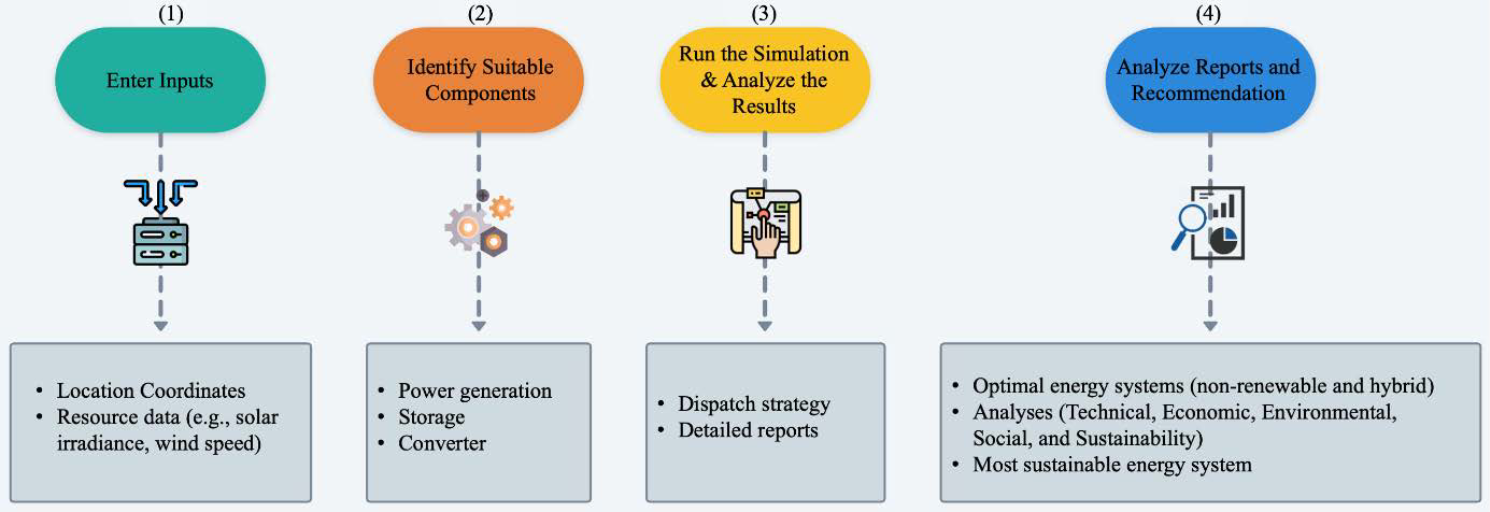 (1)
Enter Inputs
• Location Coordinates
• Resource data (e.g., solar
irradiance, wind speed)
(2)
Identify Suitable
Components
• Power generation
• Storage
• Converter
(3)
Run the Simulation
& Analyze the
Results
• Dispatch strategy
• Detailed reports
(4)
Analyze Reports and
Recommendation
• Optimal energy systems (non-renewable and hybrid)
• Analyses (Technical, Economic, Environmental,
Social, and Sustainability)
• Most sustainable energy system